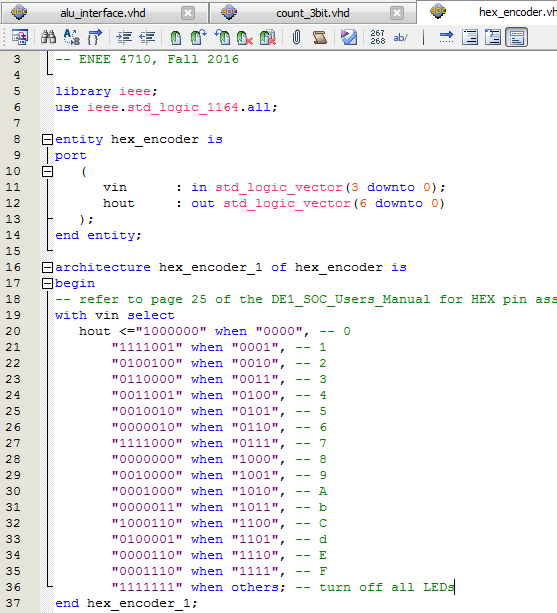 alu_interface.vhd count_3bit.vhd hex_encoder.vh
267
268 ab/
3 -- ENEE 4710, Fall 2016
4
5 library ieee;
6 use ieee.std_logic_1164.all;
7
8 entity hex_encoder is
9 port
10 (
11 vin : in std_logic_vector(3 downto 0);
12 hout : out std_logic_vector(6 downto 0)
13 );
14 end entity;
15
16 architecture hex_encoder_1 of hex_encoder is
17 begin
18 -- refer to page 25 of the DE1_SOC_Users_Manual for HEX pin ass
19 with vin select
20 hout <="1000000" when "0000", -- 0
21 "1111001" when "0001", -- 1
22 "0100100" when "0010", -- 2
23 "0110000" when "0011", -- 3
24 "0011001" when "0100", -- 4
25 "0010010" when "0101", -- 5
26 "0000010" when "0110", -- 6
27 "1111000" when "0111", -- 7
28 "0000000" when "1000", -- 8
29 "0010000" when "1001", -- 9
30 "0001000" when "1010", -- A
31 "0000011" when "1011", -- b
32 "1000110" when "1100", -- C
33 "0100001" when "1101", -- d
34 "0000110" when "1110", -- E
35 "0001110" when "1111", -- F
36 "1111111" when others; -- turn off all LEDs
37 end hex_encoder_1;